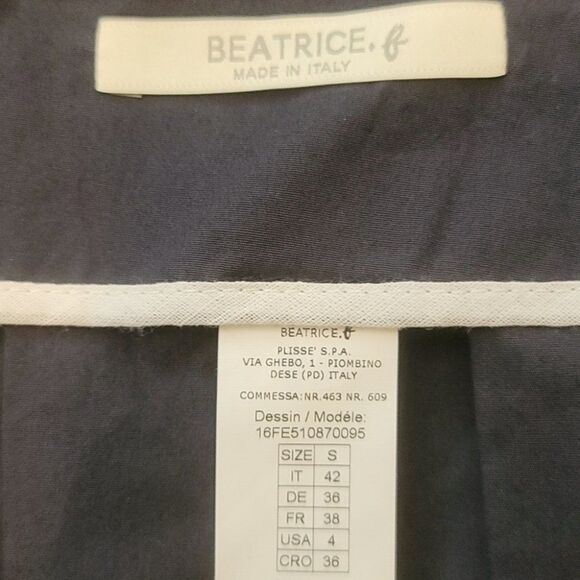 BEATRICE.b
MADE IN ITALY
BEATRICE.b
PLISSE' S.P.A.
VIA GHEBO, 1 - PIOMBINO
DESE (PD) ITALY
COMMESSA:NR.463 NR. 609
Dessin / Modéle:
16FE510870095
SIZE S
IT 42
DE 36
FR 38
USA 4
CRO 36